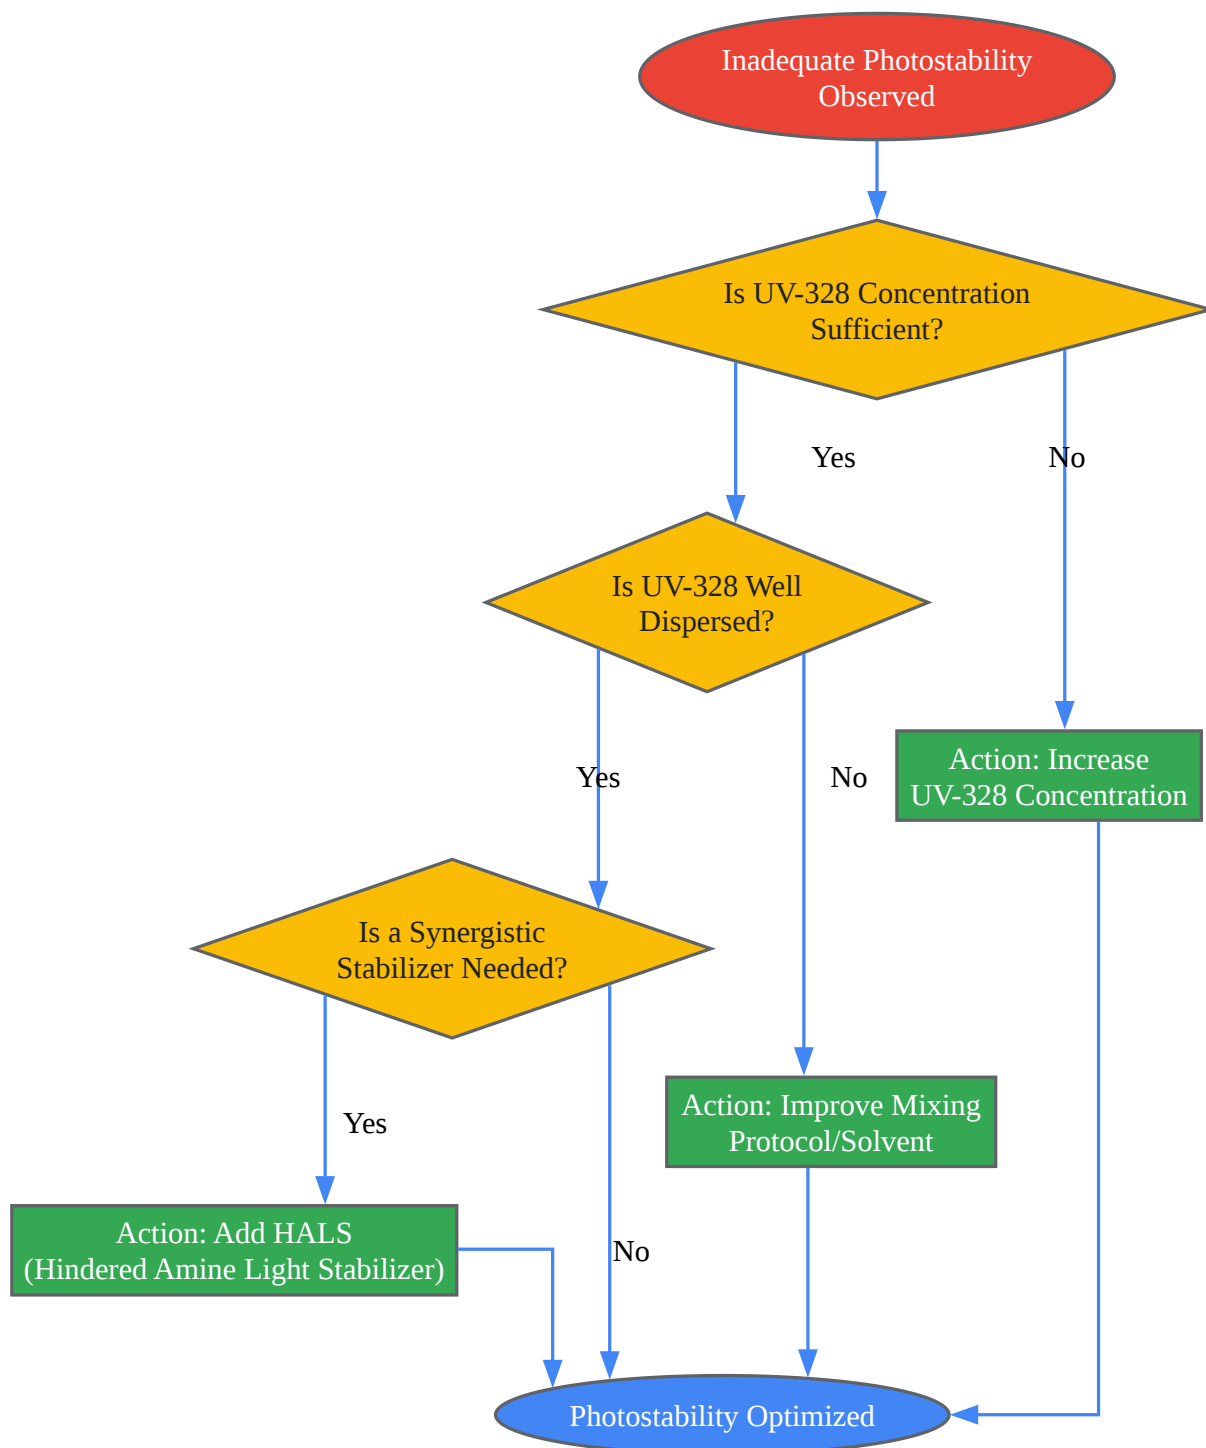 Inadequate Photostability
Observed
Is UV-328 Concentration
Sufficient?
Yes
No
Is UV-328 Well
Dispersed?
Action: Increase
UV-328 Concentration
Yes
No
Is a Synergistic
Stabilizer Needed?
Action: Improve Mixing
Protocol/Solvent
Yes
Action: Add HALS
(Hindered Amine Light Stabilizer)
No
Photostability Optimized